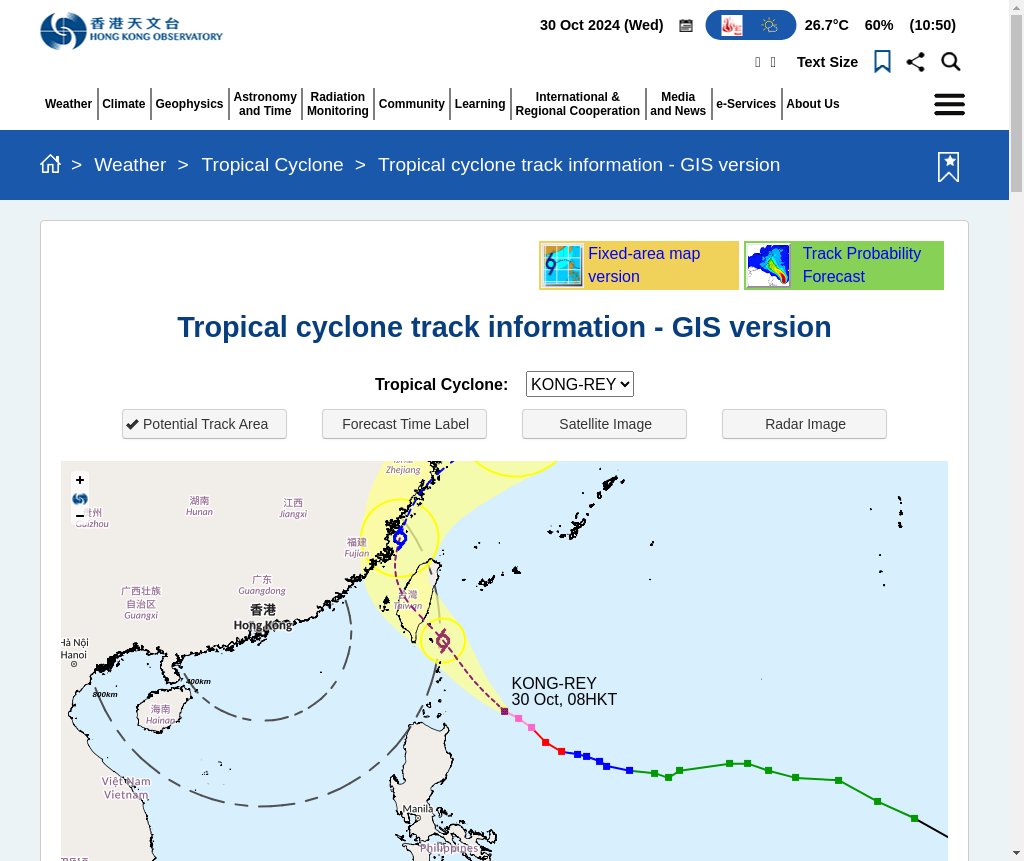 香港天文台
HONG KONG OBSERVATORY
30 Oct 2024 (Wed)
26.7°C 60% (10:50)
Text Size
Weather
Climate
Geophysics
Astronomy
and Time
Radiation
Monitoring
Community
Learning
International &
Regional Cooperation
Media
and News
e-Services
About Us
> Weather > Tropical Cyclone > Tropical cyclone track information - GIS version
Fixed-area map
version
Track Probability
Forecast
Tropical cyclone track information - GIS version
Tropical Cyclone: KONG-REY
Potential Track Area
Forecast Time Label
Satellite Image
Radar Image
+
−
Zhejiang
湖南
Hunan
江西
Jiangxi
福建
Fujian
广东
Guangdong
广西壮族
自治区
Guangxi
香港
Hong Kong
Taiwan
Hà Nội
Hanoi
400km
800km
海南
Hainan
KONG-REY
30 Oct, 08HKT
Việt Nam
Vietnam
Manila
Philippines